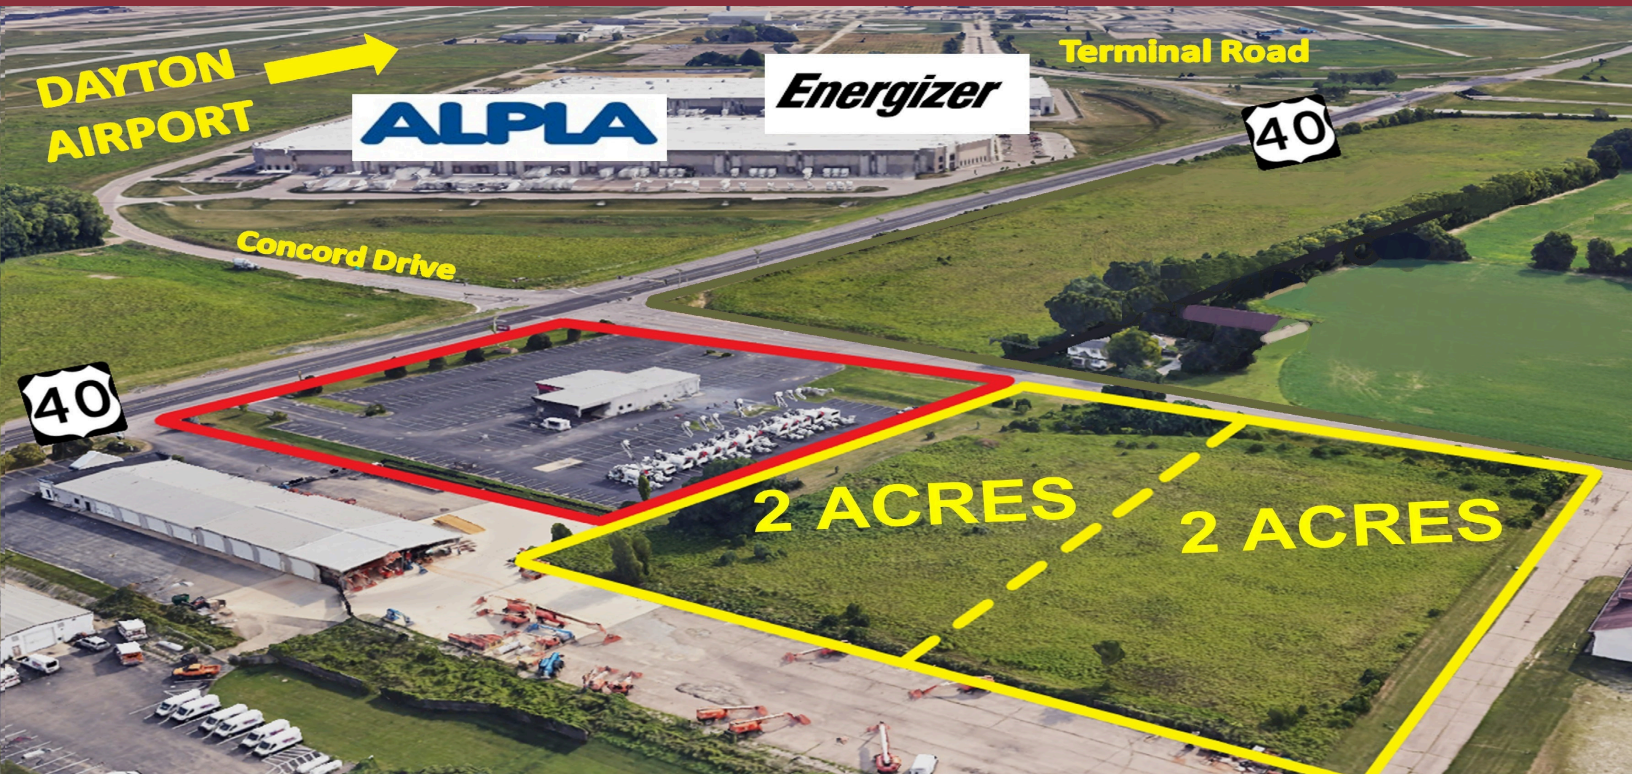 DAYTON
AIRPORT
ALPLA
Energizer
Terminal Road
40
Concord Drive
40
2 ACRES
2 ACRES